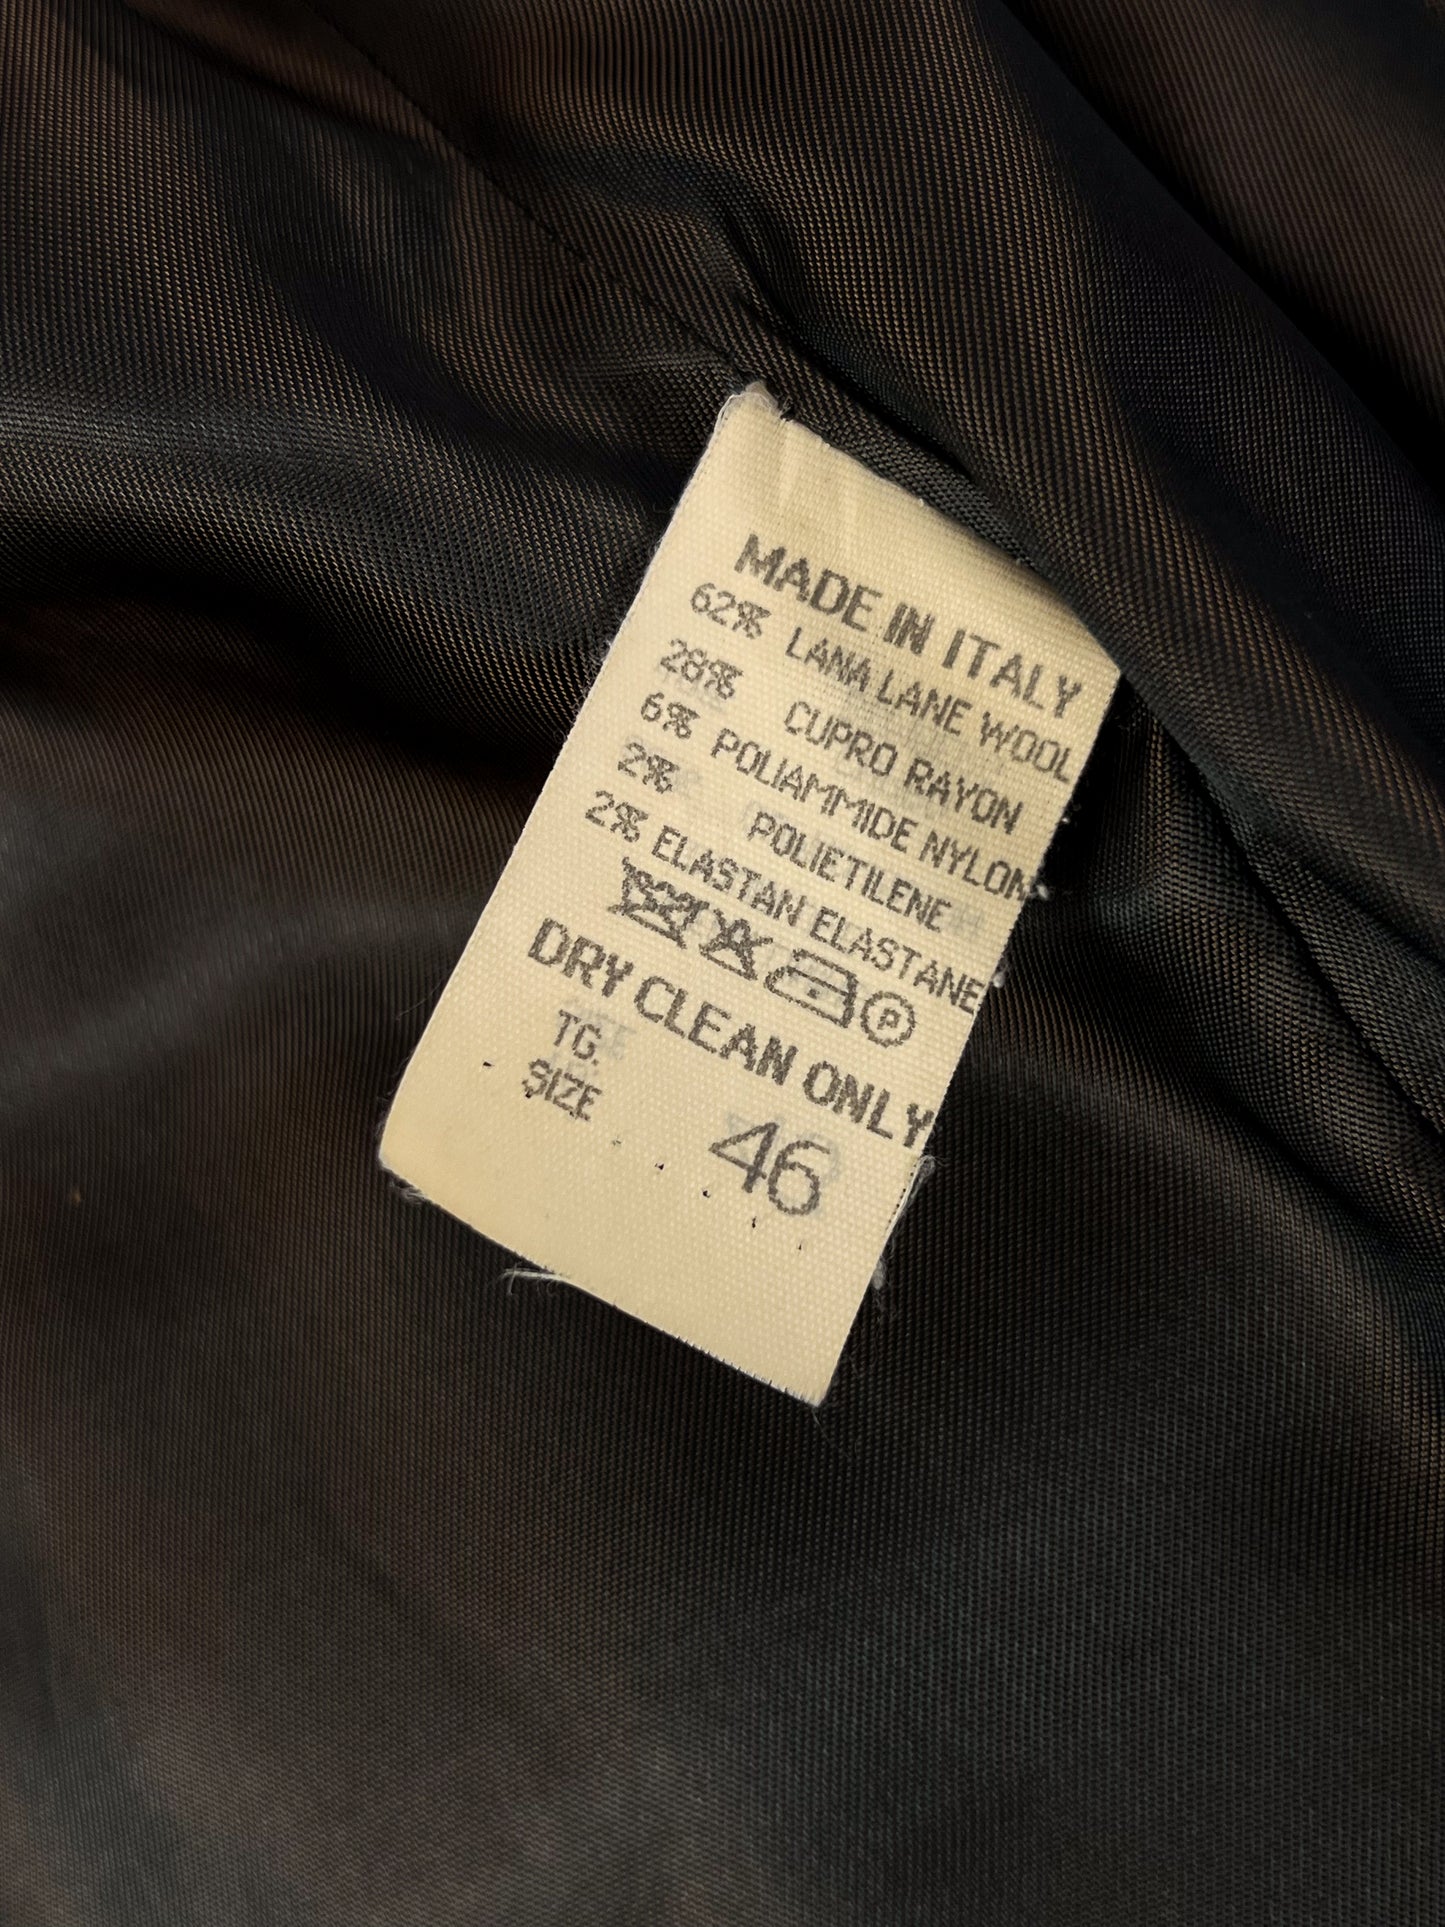 MADE IN ITALY
62% LANA LANE WOOL
28% CUPRO RAYON
6% POLIAMMIDE NYLON
2% POLIETILENE
2% ELASTAN ELASTANE
P
DRY CLEAN ONLY
TG.
SIZE 46